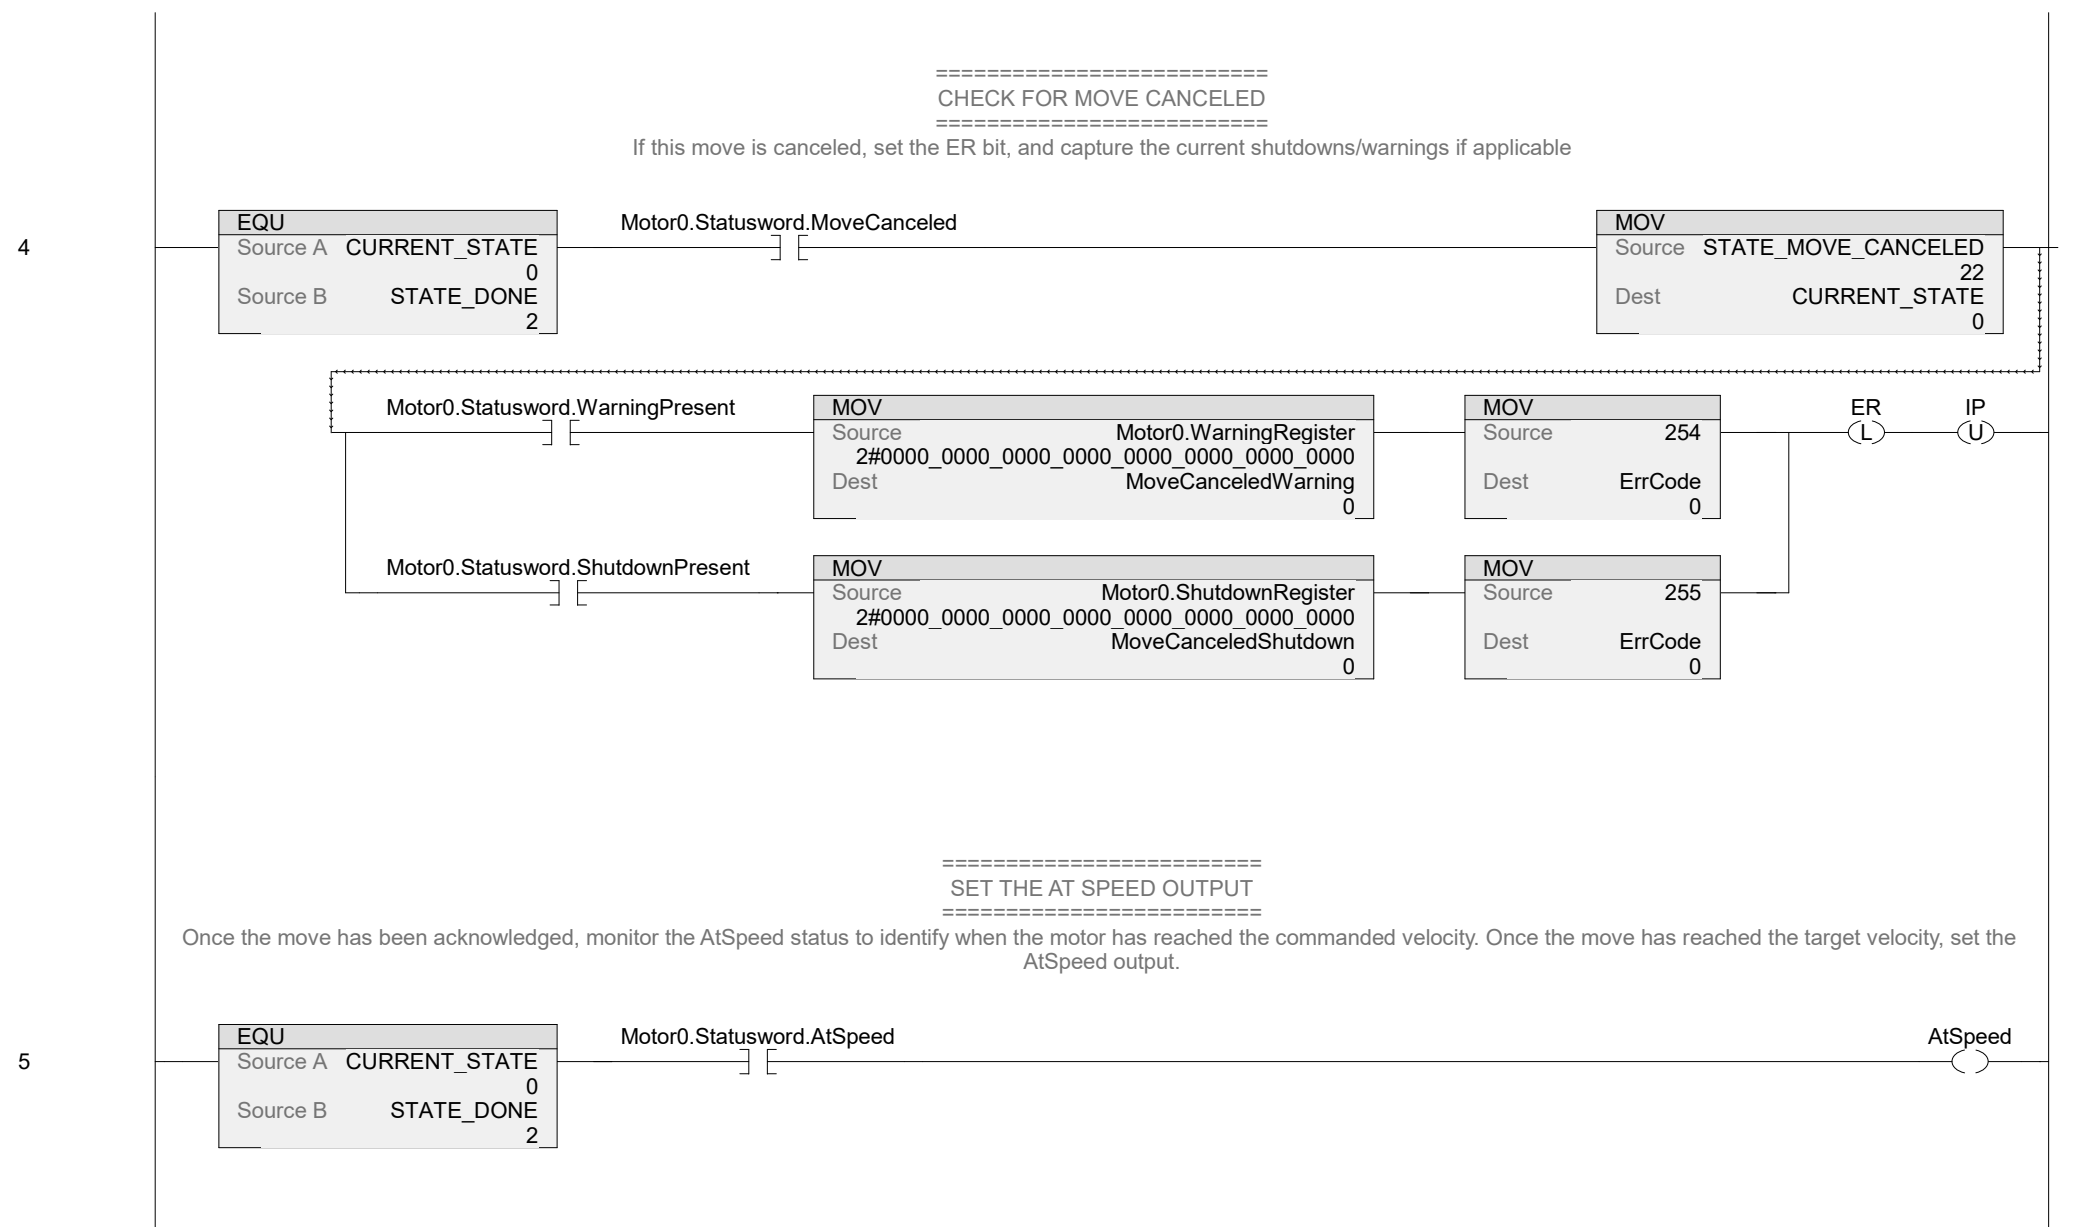 ==========================
CHECK FOR MOVE CANCELED
==========================
If this move is canceled, set the ER bit, and capture the current shutdowns/warnings if applicable
4
EQU
Source A CURRENT_STATE
0
Source B STATE_DONE
2
Motor0.Statusword.MoveCanceled
MOV
Source STATE_MOVE_CANCELED
22
Dest CURRENT_STATE
0
Motor0.Statusword.WarningPresent
MOV
Source Motor0.WarningRegister
2#0000_0000_0000_0000_0000_0000_0000_0000
Dest MoveCanceledWarning
0
MOV
Source 254
Dest ErrCode
0
ER
L
IP
U
Motor0.Statusword.ShutdownPresent
MOV
Source Motor0.ShutdownRegister
2#0000_0000_0000_0000_0000_0000_0000_0000
Dest MoveCanceledShutdown
0
MOV
Source 255
Dest ErrCode
0
=========================
SET THE AT SPEED OUTPUT
=========================
Once the move has been acknowledged, monitor the AtSpeed status to identify when the motor has reached the commanded velocity. Once the move has reached the target velocity, set the
AtSpeed output.
5
EQU
Source A CURRENT_STATE
0
Source B STATE_DONE
2
Motor0.Statusword.AtSpeed
AtSpeed